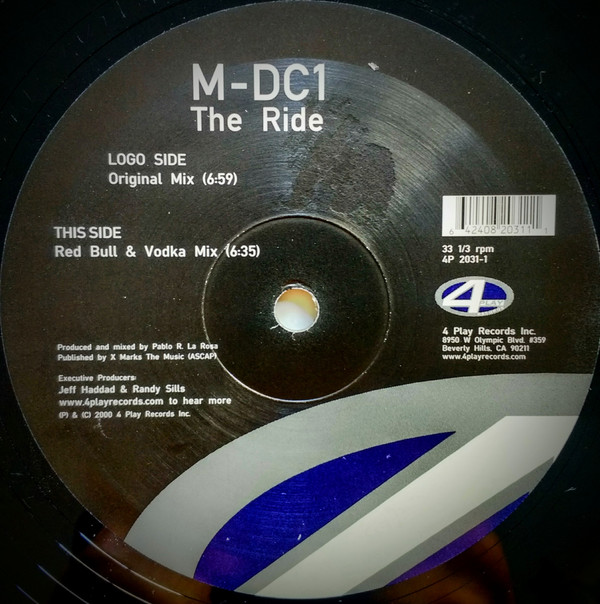 M-DC1
The Ride
LOGO SIDE
Original Mix (6:59)
THIS SIDE
Red Bull & Vodka Mix (6:35)
6 42408 20311 1
33 1/3 rpm
4P 2031-1
4 PLAY
4 Play Records Inc.
8950 W Olympic Blvd. #359
Beverly Hills, CA 90211
www.4playrecords.com
Produced and mixed by Pablo R. La Rosa
Published by X Marks The Music (ASCAP)
Executive Producers:
Jeff Haddad & Randy Sills
www.4playrecords.com to hear more
(P) & (C) 2000 4 Play Records Inc.